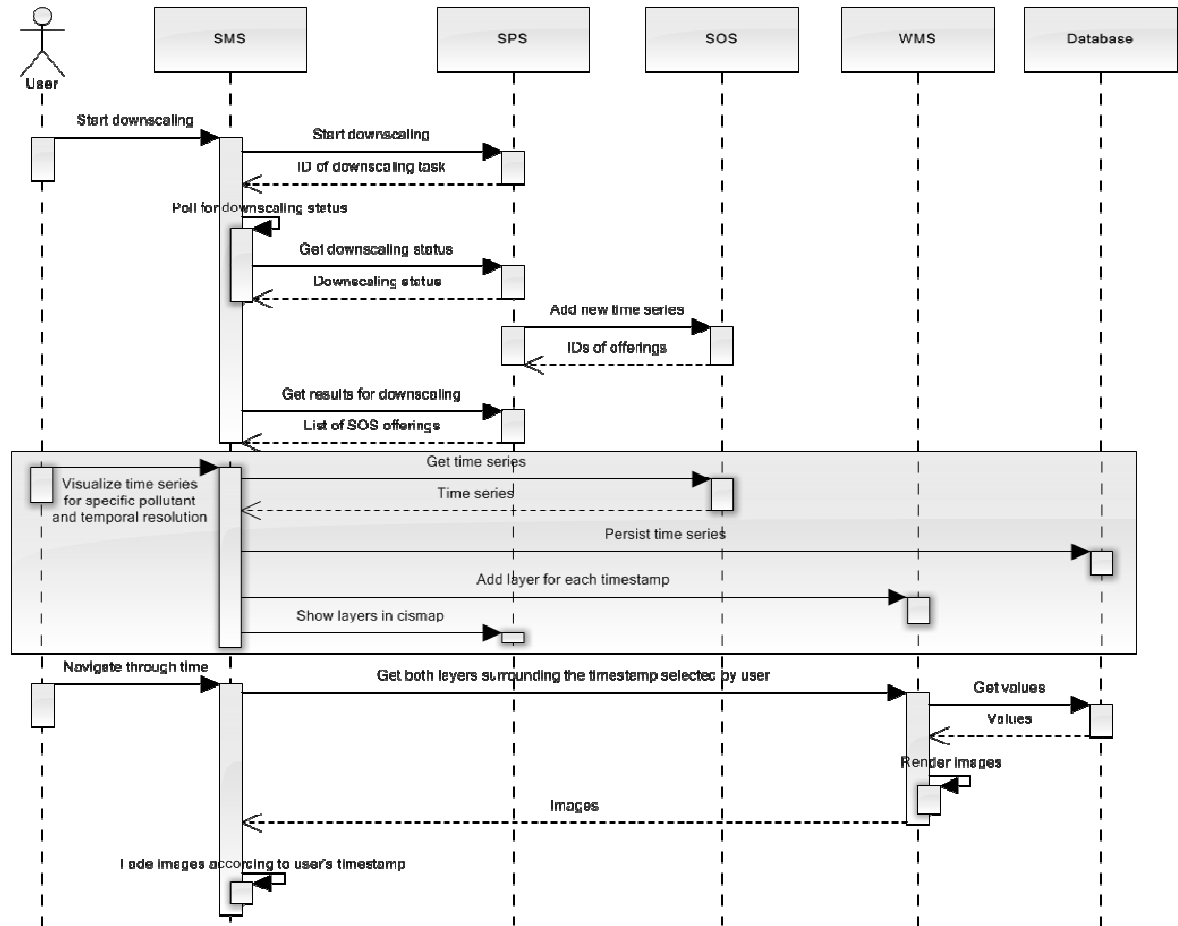 User
SMS
SPS
SOS
WMS
Database
Start downscaling
Start downscaling
ID of downscaling task
Poll for downscaling status
Get downscaling status
Downscaling status
Add new time series
IDs of offerings
Get results for downscaling
List of SOS offerings
Visualize time series
for specific pollutant
and temporal resolution
Get time series
Time series
Persist time series
Add layer for each timestamp
Show layers in cismap
Navigate through time
Get both layers surrounding the timestamp selected by user
Get values
Values
Render images
Images
images according to user's timestamp